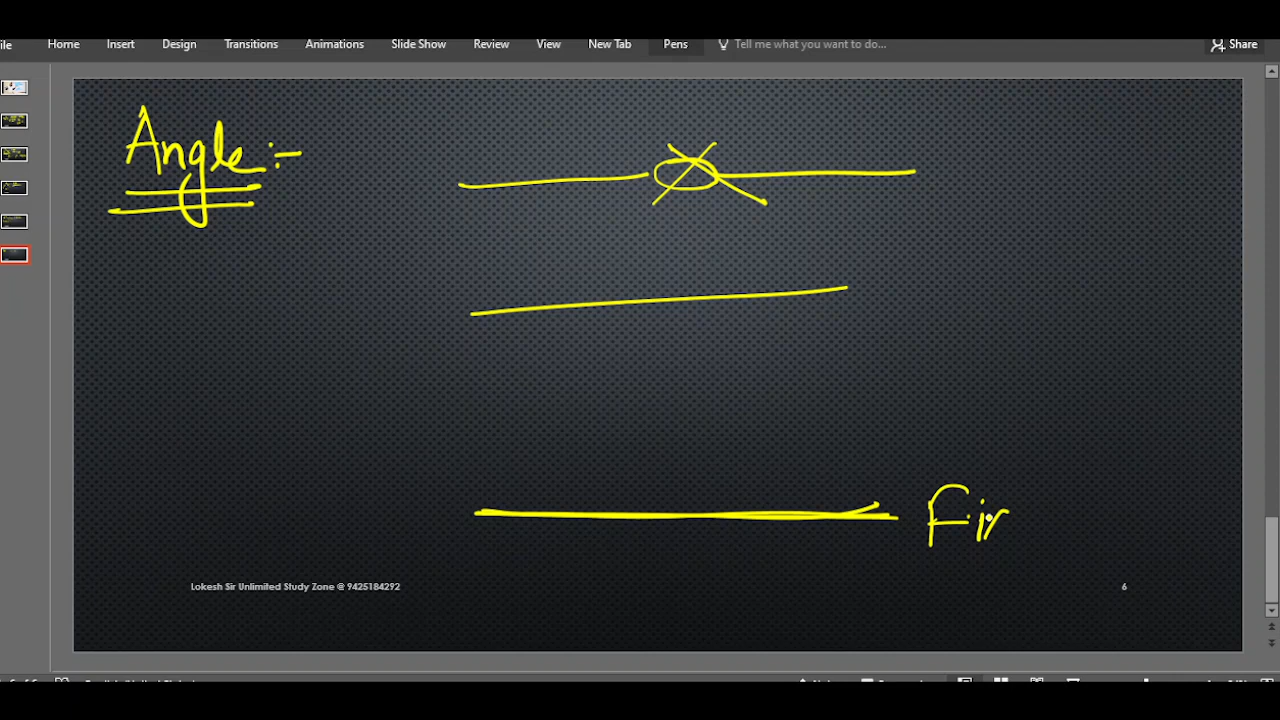 Home Insert Design Transitions Animations Slide Show Review View New Tab Pens Tell me what you want to do... Share
Angle :-
Fir
Lokesh Sir Unlimited Study Zone @ 9425184292
6